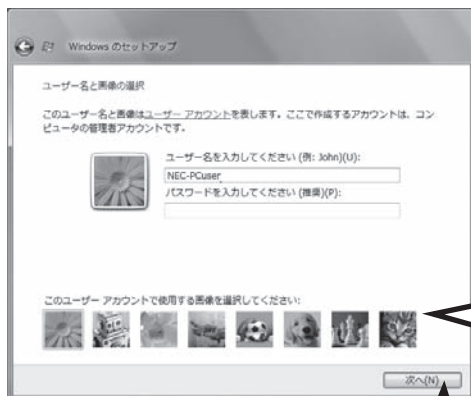 Windows のセットアップ
ユーザー名と画像の選択
このユーザー名と画像はユーザー アカウントを表します。ここで作成するアカウントは、コン
ピュータの管理者アカウントです。
ユーザー名を入力してください (例: John)(U):
NEC-PCuser
パスワードを入力してください (推奨)(P):
このユーザー アカウントで使用する画像を選択してください:
次へ(N)